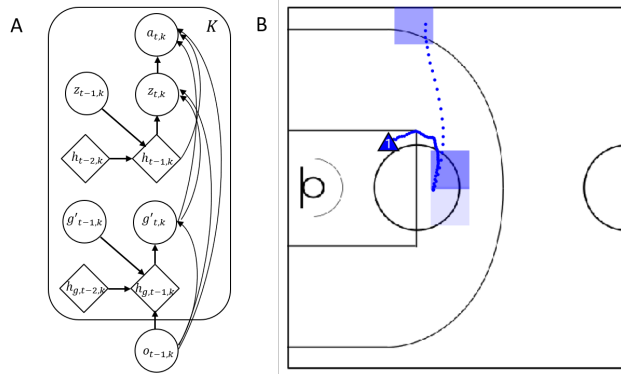 A
K
a_{t,k}
z_{t-1,k}
z_{t,k}
h_{t-2,k}
h_{t-1,k}
g'_{t-1,k}
g'_{t,k}
h_{g,t-2,k}
h_{g,t-1,k}
o_{t-1,k}
B
1